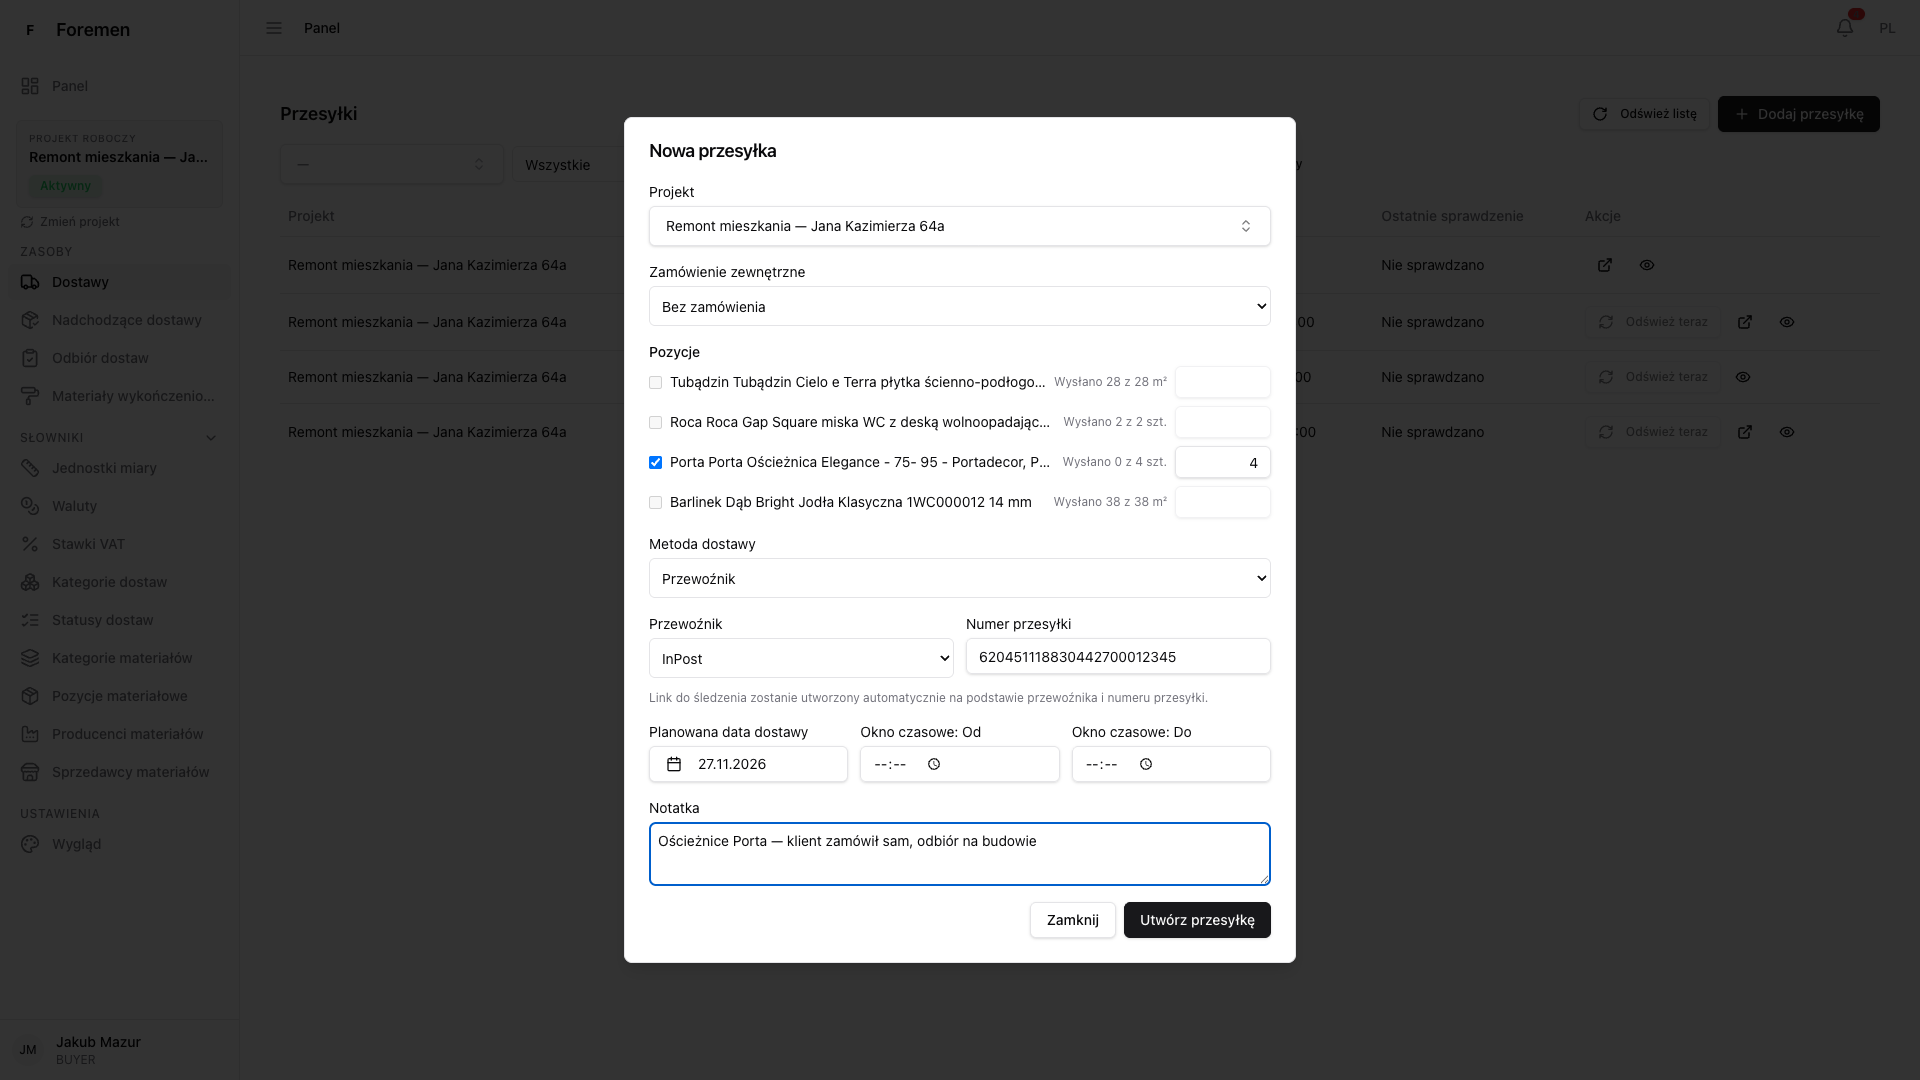 F Foremen
Panel
PL
Panel
PROJEKT ROBOCZY
Remont mieszkania — Ja...
Aktywny
Zmień projekt
ZASOBY
Dostawy
Nadchodzące dostawy
Odbiór dostaw
Materiały wykończenio...
SŁOWNIKI
Jednostki miary
Waluty
Stawki VAT
Kategorie dostaw
Statusy dostaw
Kategorie materiałów
Pozycje materiałowe
Producenci materiałów
Sprzedawcy materiałów
USTAWIENIA
Wygląd
JM
Jakub Mazur
BUYER
Przesyłki
Odśwież listę
Dodaj przesyłkę
—
Wszystkie
y
Projekt
Ostatnie sprawdzenie
Akcje
Remont mieszkania — Jana Kazimierza 64a
Nie sprawdzano
Remont mieszkania — Jana Kazimierza 64a
00
Nie sprawdzano
Odśwież teraz
Remont mieszkania — Jana Kazimierza 64a
00
Nie sprawdzano
Odśwież teraz
Remont mieszkania — Jana Kazimierza 64a
:00
Nie sprawdzano
Odśwież teraz
Nowa przesyłka
Projekt
Remont mieszkania — Jana Kazimierza 64a
Zamówienie zewnętrzne
Bez zamówienia
Pozycje
Tubądzin Tubądzin Cielo e Terra płytka ścienno-podłogo... Wysłano 28 z 28 m²
Roca Roca Gap Square miska WC z deską wolnoopadając... Wysłano 2 z 2 szt.
Porta Porta Ościeżnica Elegance - 75- 95 - Portadecor, P... Wysłano 0 z 4 szt. 4
Barlinek Dąb Bright Jodła Klasyczna 1WC000012 14 mm Wysłano 38 z 38 m²
Metoda dostawy
Przewoźnik
Przewoźnik
InPost
Numer przesyłki
620451118830442700012345
Link do śledzenia zostanie utworzony automatycznie na podstawie przewoźnika i numeru przesyłki.
Planowana data dostawy
27.11.2026
Okno czasowe: Od
--:--
Okno czasowe: Do
--:--
Notatka
Ościeżnice Porta — klient zamówił sam, odbiór na budowie
Zamknij
Utwórz przesyłkę